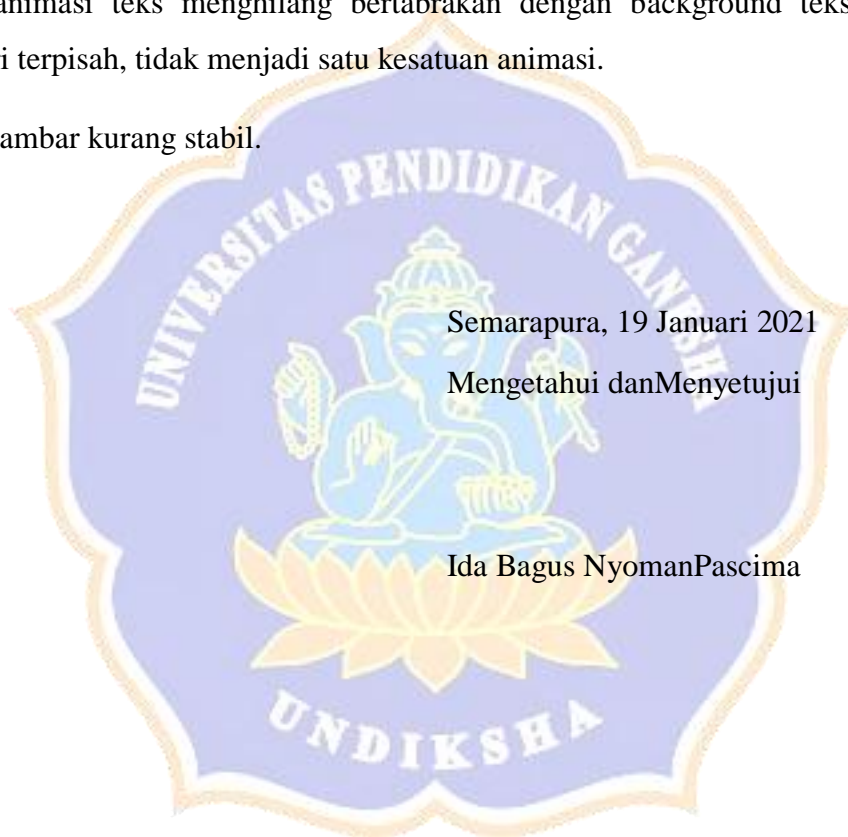 animasi teks menghilang bertabrakan dengan background teks
terpisah, tidak menjadi satu kesatuan animasi.
kurang stabil.
UNIVERSITAS PENDIDIKAN GANESHA
Semarapura, 19 Januari 2021
Mengetahui danMenyetujui
Ida Bagus NyomanPascima
UNDIKSHA